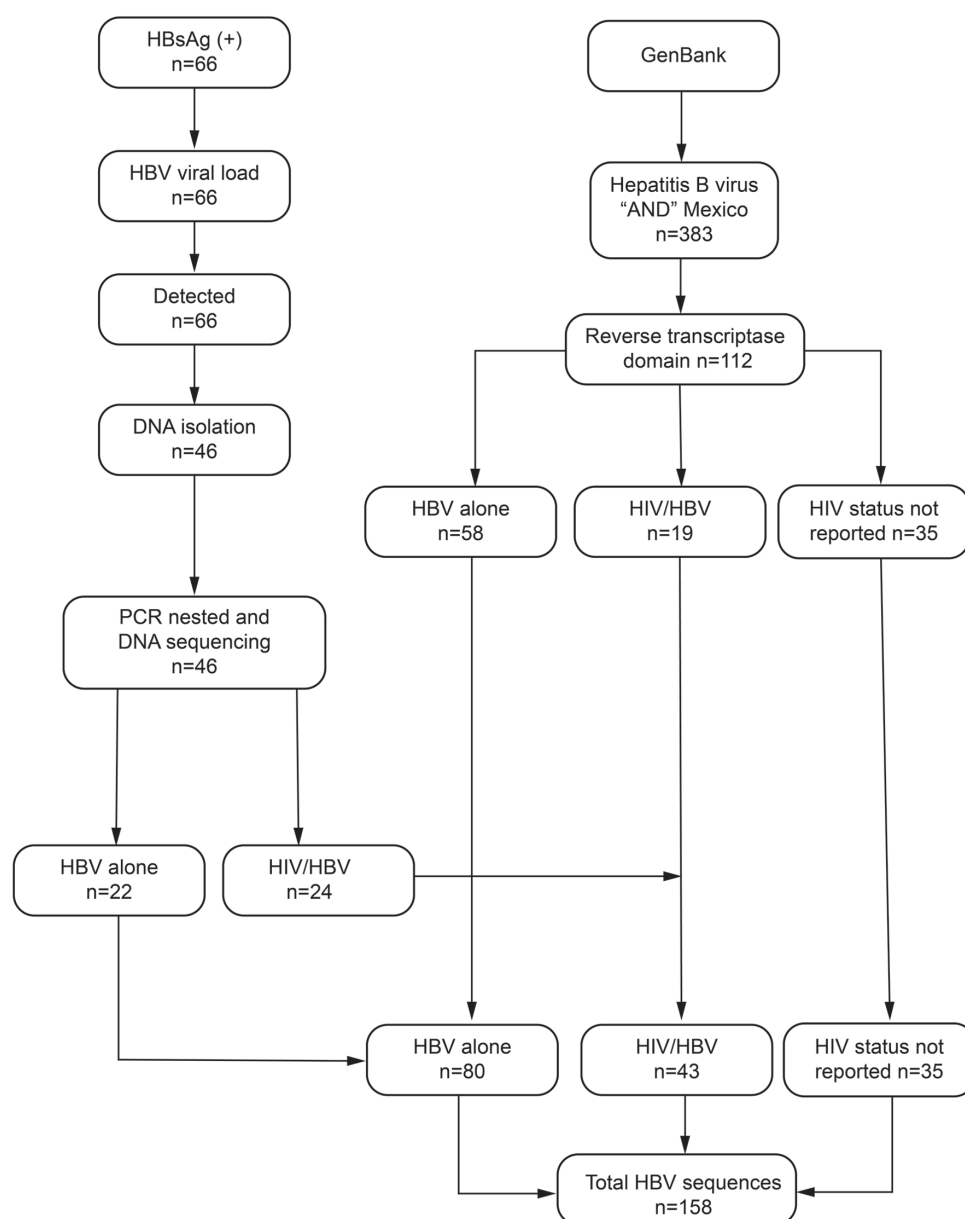 HBsAg (+)
n=66
GenBank
HBV viral load
n=66
Hepatitis B virus
“AND” Mexico
n=383
Detected
n=66
Reverse transcriptase
domain n=112
DNA isolation
n=46
HBV alone
n=58
HIV/HBV
n=19
HIV status not
reported n=35
PCR nested and
DNA sequencing
n=46
HBV alone
n=22
HIV/HBV
n=24
HBV alone
n=80
HIV/HBV
n=43
HIV status not
reported n=35
Total HBV sequences
n=158